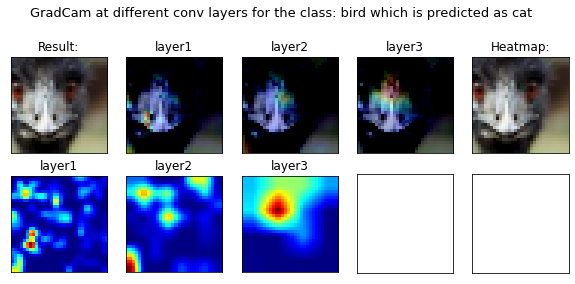 GradCam at different conv layers for the class: bird which is predicted as cat
Result:
layer1
layer2
layer3
Heatmap:
layer1
layer2
layer3